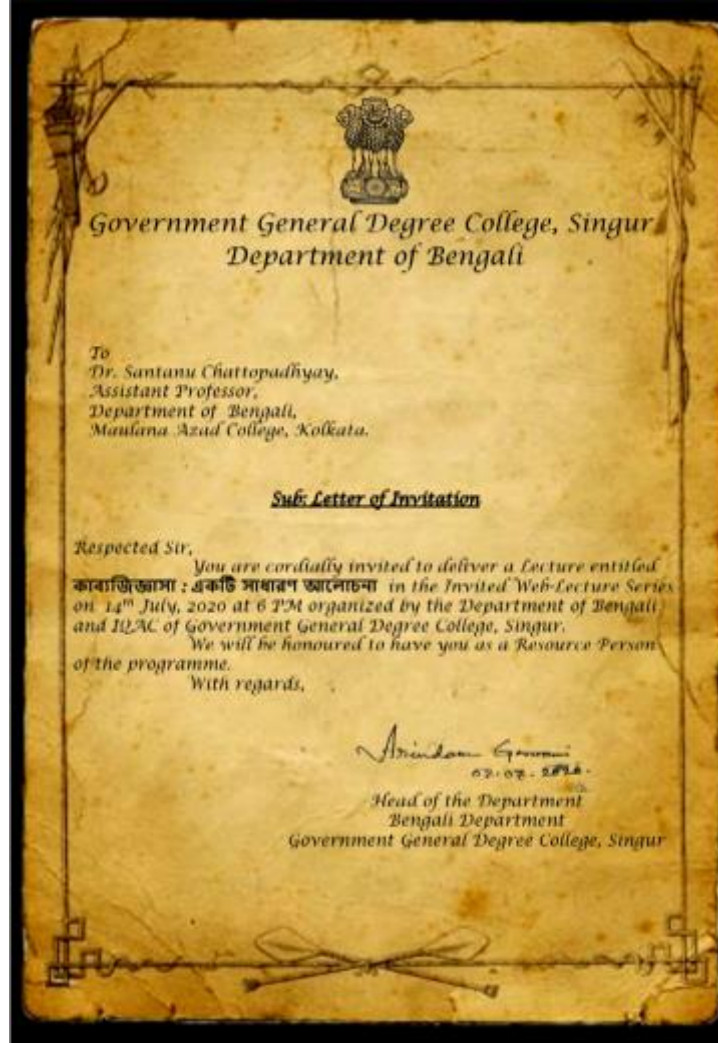 Government General Degree College, Singur
Department of Bengali
To
Dr. Santanu Chattopadhyay,
Assistant Professor,
Department of Bengali,
Maulana Azad College, Kolkata.
Sub: Letter of Invitation
Respected Sir,
You are cordially invited to deliver a Lecture entitled
কাব্যজিজ্ঞাসা : একটি সাধারণ আলোচনা in the Invited Web-Lecture Series
on 14th July, 2020 at 6 PM organized by the Department of Bengali
and IQAC of Government General Degree College, Singur.
We will be honoured to have you as a Resource Person
of the programme.
With regards,
Arindam Goswami
07.07.2020.
Head of the Department
Bengali Department
Government General Degree College, Singur